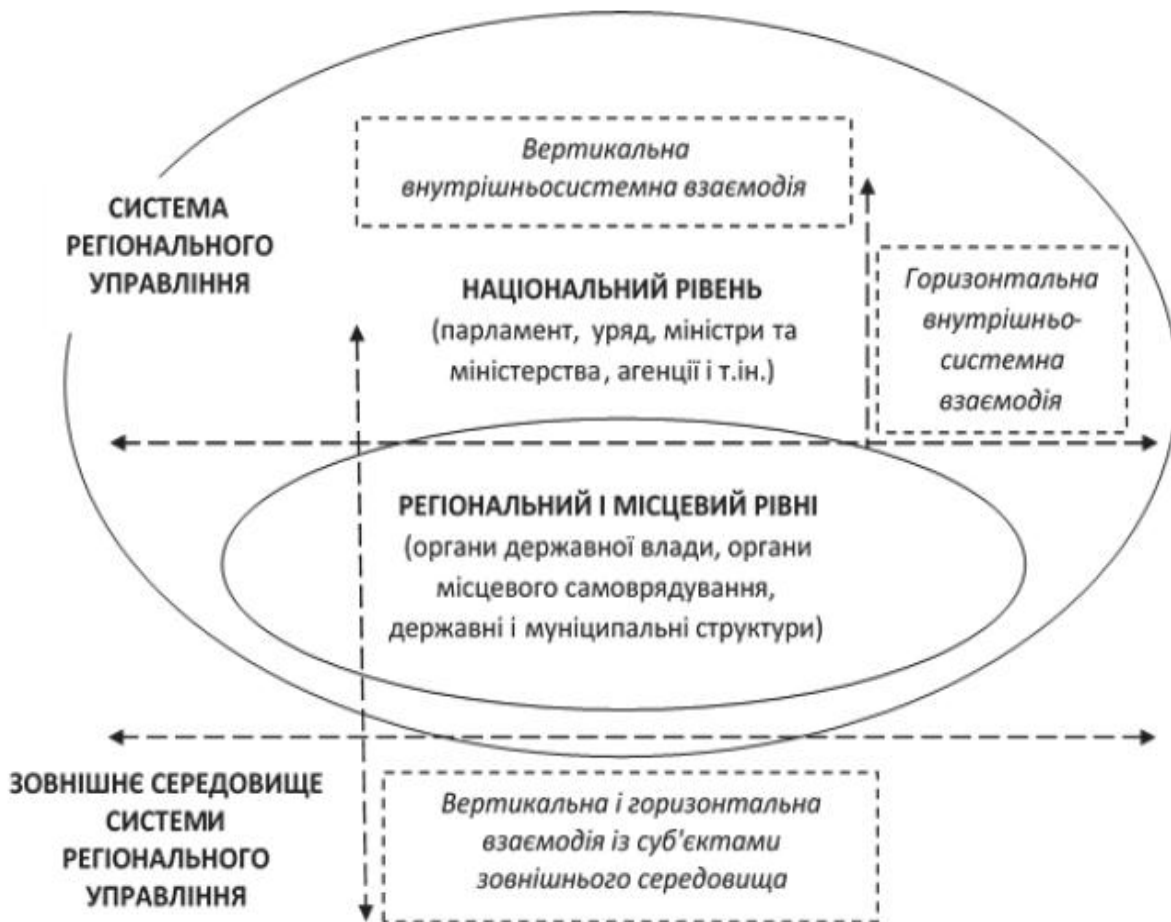 Вертикальна
внутрішньосистемна взаємодія
СИСТЕМА
РЕГІОНАЛЬНОГО
УПРАВЛІННЯ
Горизонтальна
внутрішньо-
системна
взаємодія
НАЦІОНАЛЬНИЙ РІВЕНЬ
(парламент, уряд, міністри та
міністерства, агенції і т.ін.)
РЕГІОНАЛЬНИЙ І МІСЦЕВИЙ РІВНІ
(органи державної влади, органи
місцевого самоврядування,
державні і муніципальні структури)
ЗОВНІШНЄ СЕРЕДОВИЩЕ
СИСТЕМИ
РЕГІОНАЛЬНОГО
УПРАВЛІННЯ
Вертикальна і горизонтальна
взаємодія із суб'єктами
зовнішнього середовища